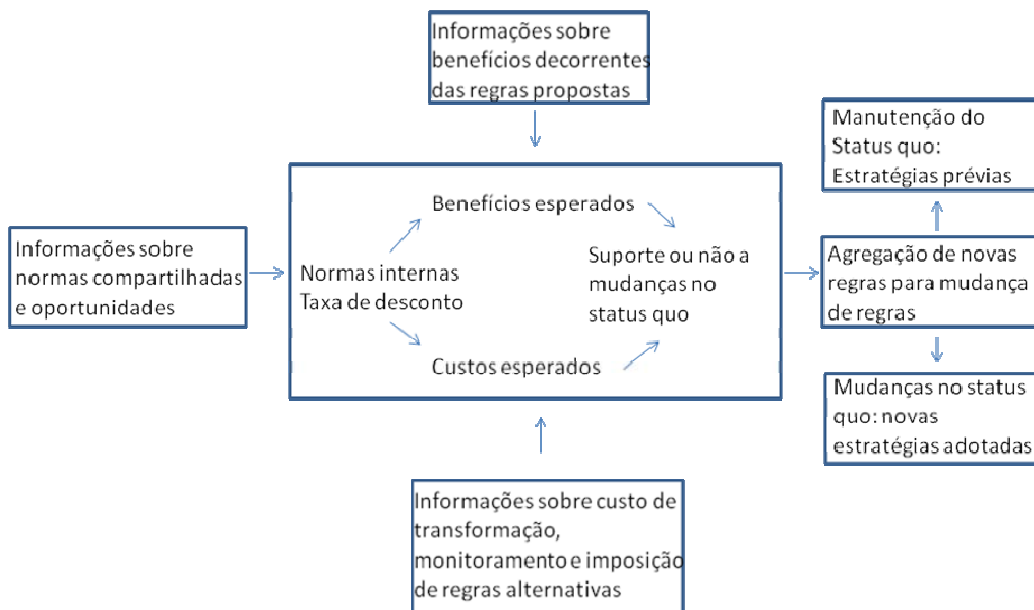 Informações sobre
benefícios decorrentes
das regras propostas
Manutenção do
Status quo:
Estratégias prévias
Informações sobre
normas compartilhadas
e oportunidades
Benefícios esperados
Normas internas
Taxa de desconto
Suporte ou não a
mudanças no
status quo
Custos esperados
Agregação de novas
regras para mudança
de regras
Mudanças no status
quo: novas
estratégias adotadas
Informações sobre custo de
transformação,
monitoramento e imposição
de regras alternativas